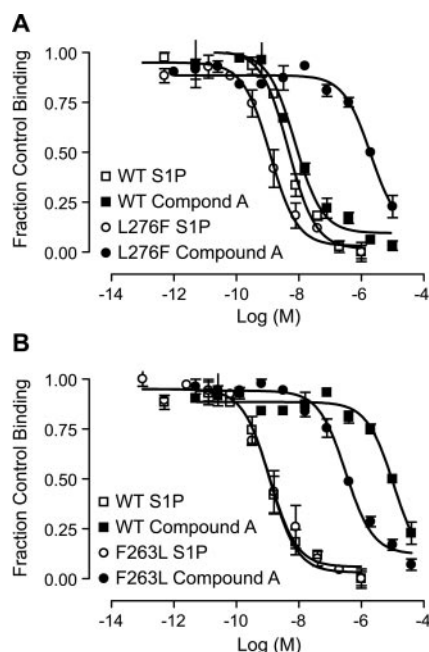 A
Fraction Control Binding
1.00
0.75
0.50
0.25
0.00
WT S1P
WT Compond A
L276F S1P
L276F Compound A
-14 -12 -10 -8 -6 -4
Log (M)
B
Fraction Control Binding
1.00
0.75
0.50
0.25
0.00
WT S1P
WT Compound A
F263L S1P
F263L Compound A
-14 -12 -10 -8 -6 -4
Log (M)